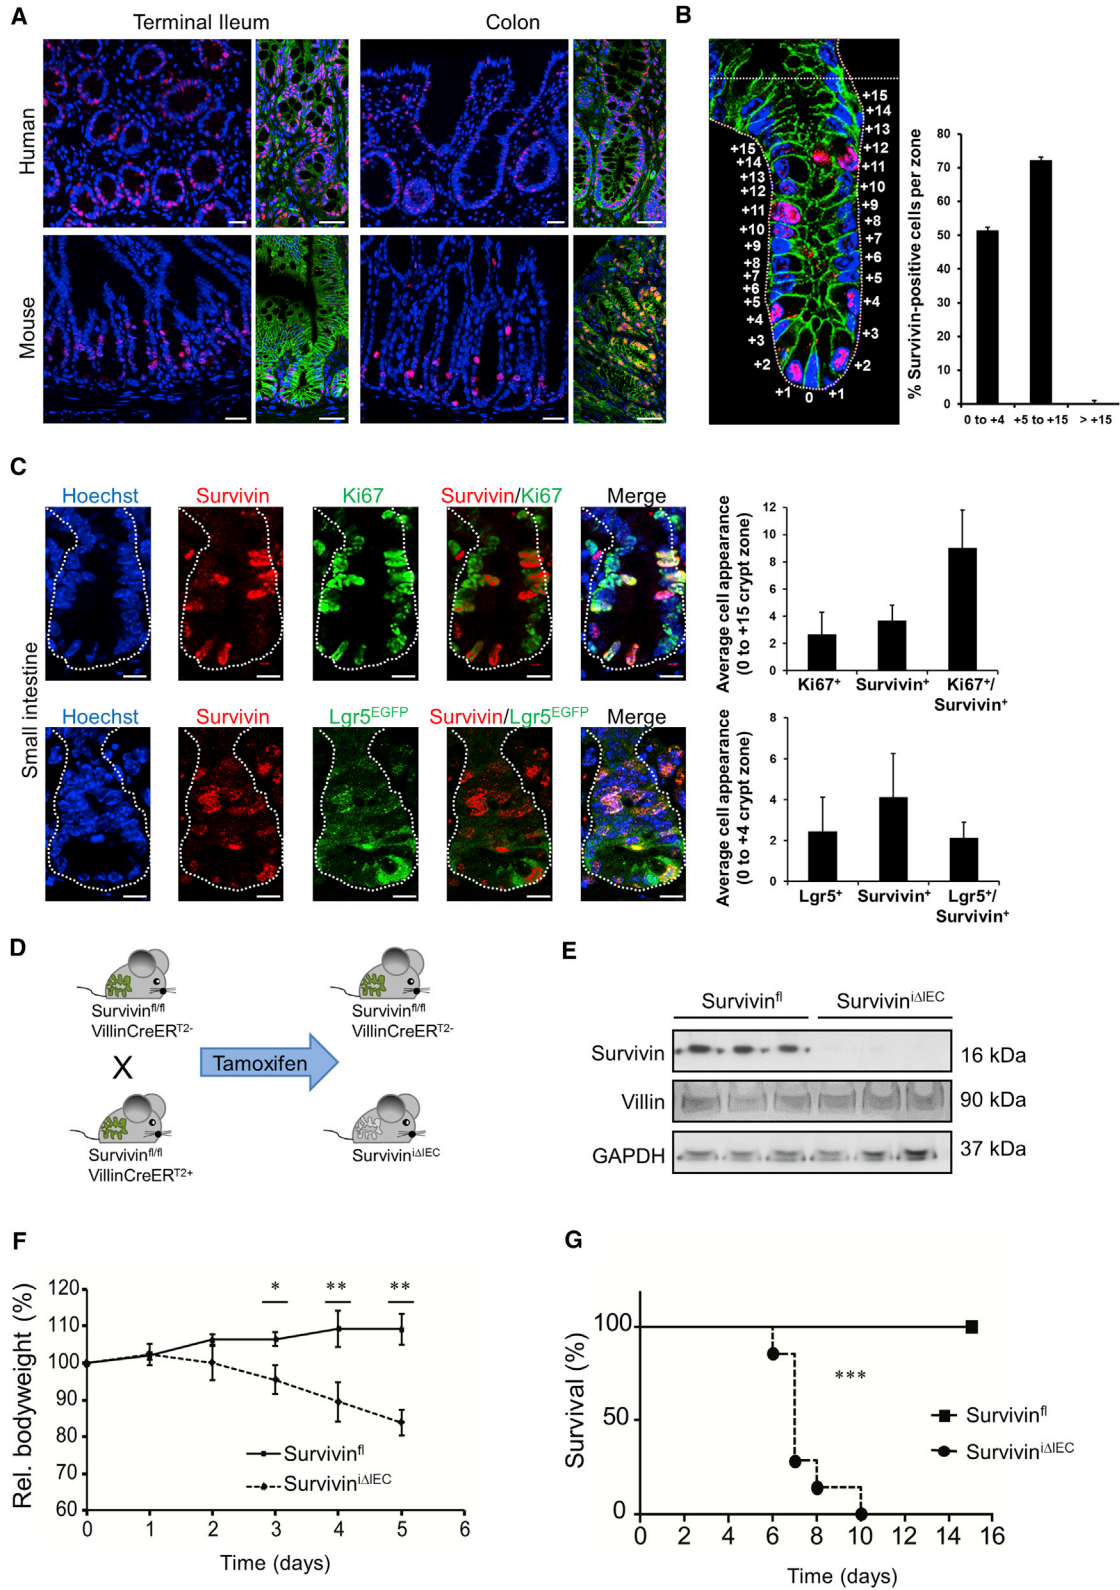 A
Terminal Ileum
Colon
Human
Mouse
B
+15
+14
+13
+12
+11
+10
+9
+8
+7
+6
+5
+4
+3
+2
+1
0
+15
+14
+13
+12
+11
+10
+9
+8
+7
+6
+5
+4
+3
+2
+1
% Survivin-positive cells per zone
80
70
60
50
40
30
20
10
0
0 to +4
+5 to +15
> +15
C
Small intestine
Hoechst
Survivin
Ki67
Survivin/Ki67
Merge
Average cell appearance
(0 to +15 crypt zone)
12
10
8
6
4
2
0
Ki67+
Survivin+
Ki67+/
Survivin+
Hoechst
Survivin
Lgr5EGFP
Survivin/Lgr5EGFP
Merge
Average cell appearance
(0 to +4 crypt zone)
8
6
4
2
0
Lgr5+
Survivin+
Lgr5+/
Survivin+
D
Survivinfl/fl
VillinCreERT2-
X
Survivinfl/fl
VillinCreERT2+
Tamoxifen
Survivinfl/fl
VillinCreERT2-
SurviviniΔIEC
E
Survivinfl
SurviviniΔIEC
Survivin
16 kDa
Villin
90 kDa
GAPDH
37 kDa
F
Rel. bodyweight (%)
120
110
100
90
80
70
60
*
**
**
Survivinfl
SurviviniΔIEC
0
1
2
3
4
5
6
Time (days)
G
Survival (%)
100
50
0
***
Survivinfl
SurviviniΔIEC
0
2
4
6
8
10
12
14
16
Time (days)